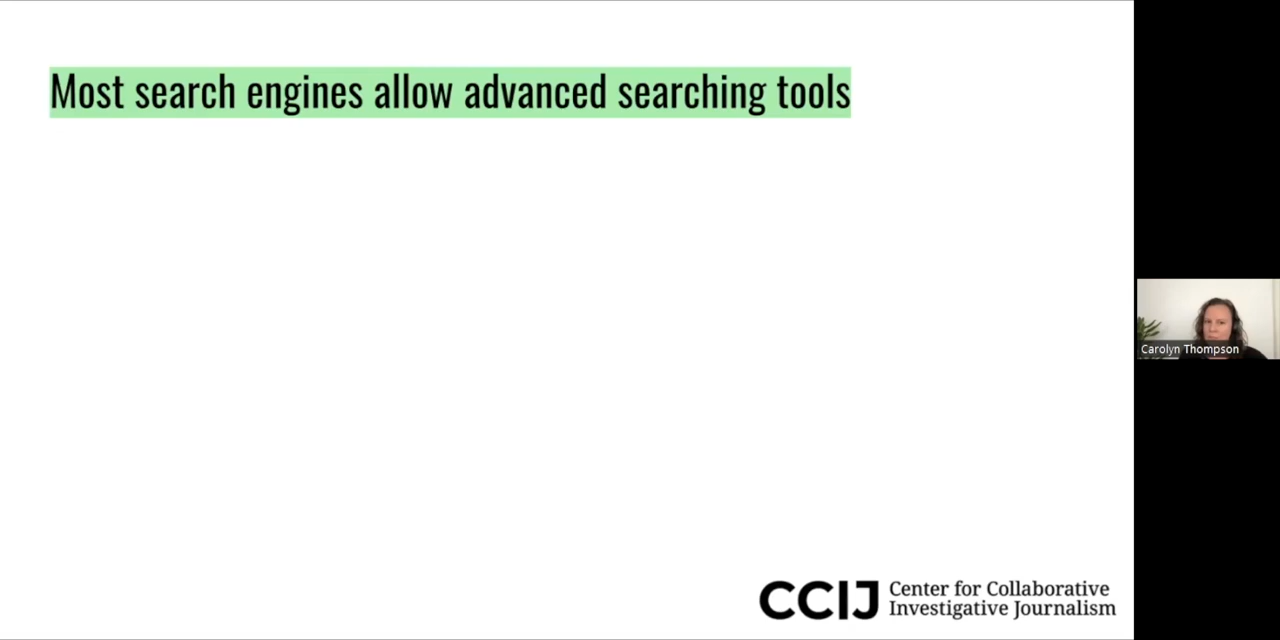 Most search engines allow advanced searching tools
Carolyn Thompson
CCIJ
Center for Collaborative
Investigative Journalism